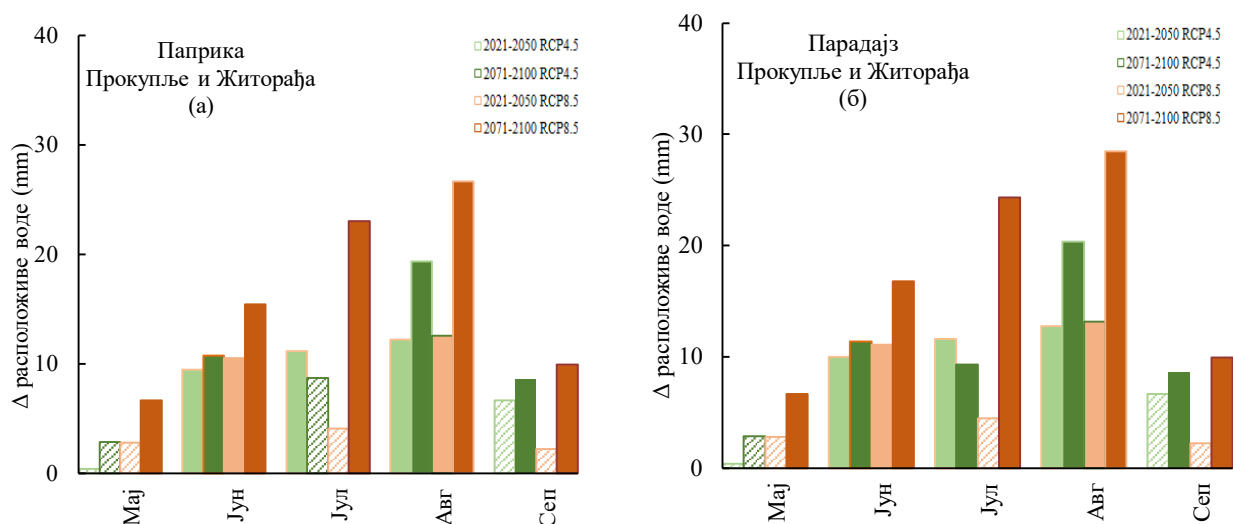 Паприка
Прокупље и Житорађа
(а)
2021-2050 RCP4.5
2071-2100 RCP4.5
2021-2050 RCP8.5
2071-2100 RCP8.5
Δ расположиве воде (mm)
40
30
20
10
0
Мај
Јун
Јул
Авг
Сеп
Парадајз
Прокупље и Житорађа
(б)
2021-2050 RCP4.5
2071-2100 RCP4.5
2021-2050 RCP8.5
2071-2100 RCP8.5
Δ расположиве воде (mm)
40
30
20
10
0
Мај
Јун
Јул
Авг
Сеп